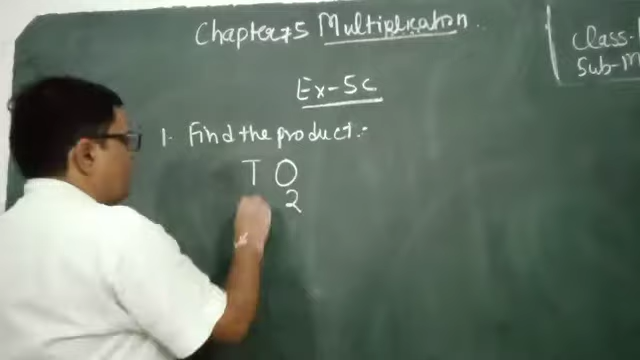 Chapter 5 Multiplication
Class-
Sub-M
Ex-5C
1. Find the product:-
T O
2